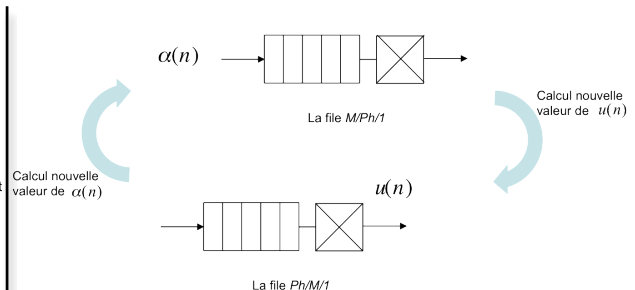 α(n)
La file M/Ph/1
Calcul nouvelle
valeur de u(n)
t
Calcul nouvelle
valeur de α(n)
u(n)
La file Ph/M/1